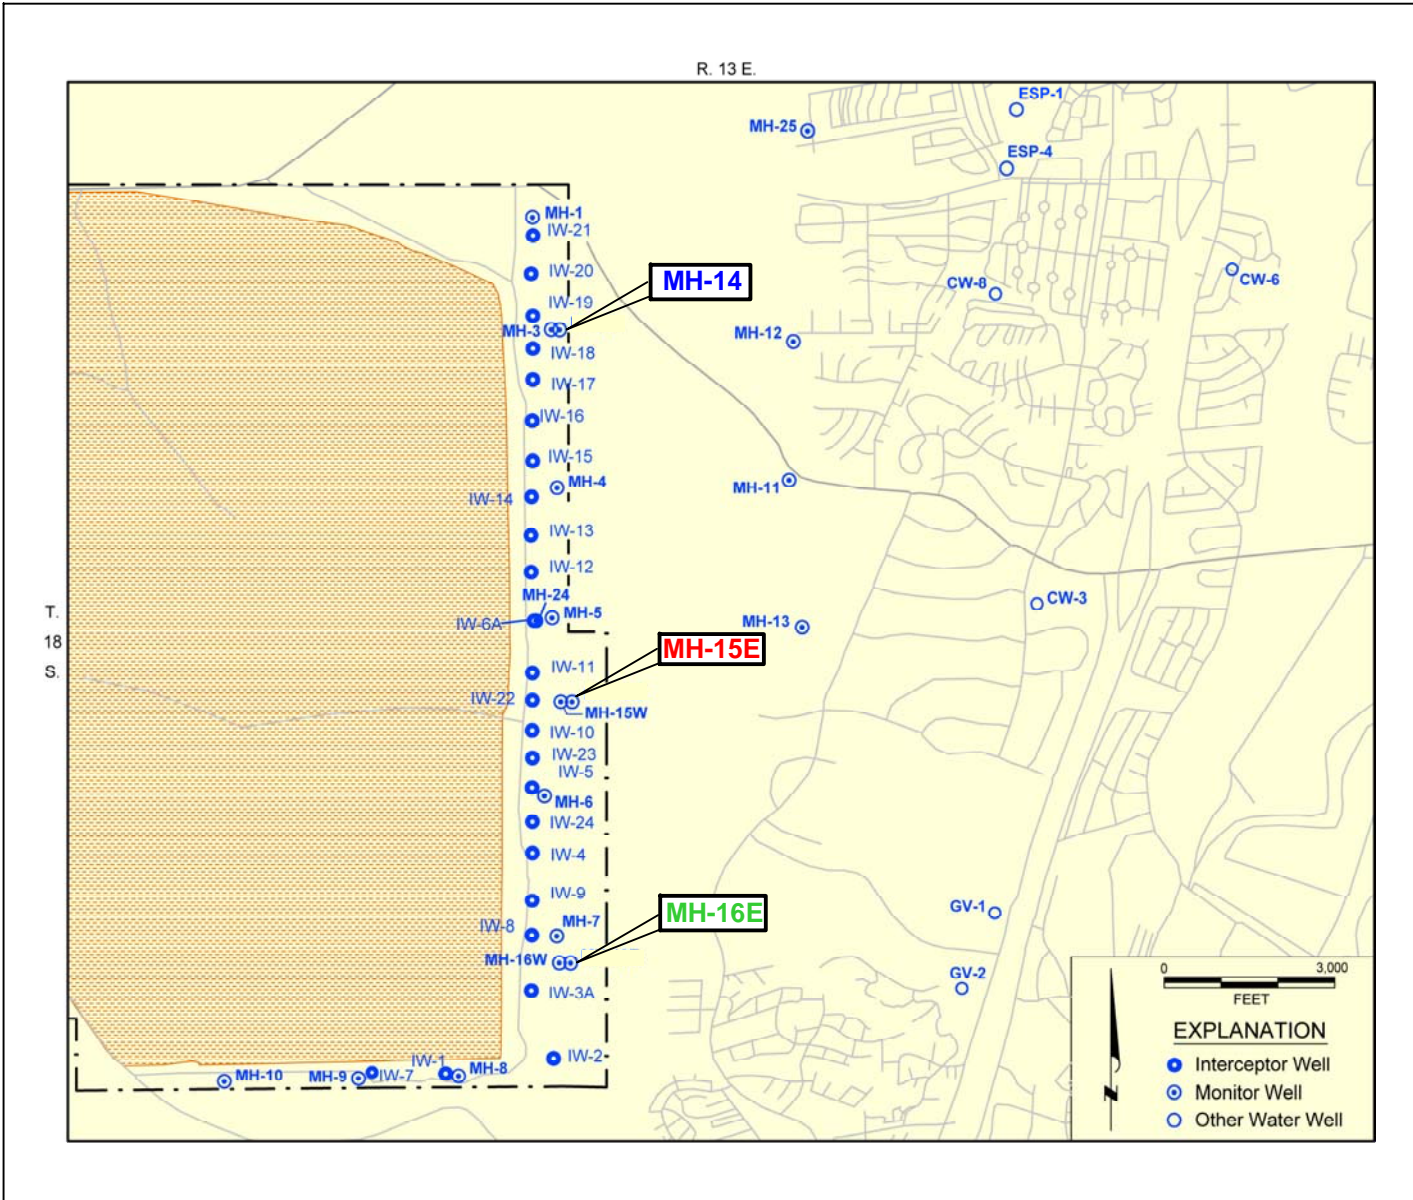 R. 13 E.
ESP-1
MH-25
ESP-4
MH-1
IW-21
IW-20
MH-14
CW-6
CW-8
IW-19
MH-3
MH-12
IW-18
IW-17
IW-16
IW-15
MH-4
MH-11
IW-14
IW-13
IW-12
MH-24
CW-3
T.
18
S.
MH-5
IW-6A
MH-13
MH-15E
IW-11
IW-22
MH-15W
IW-10
IW-23
IW-5
MH-6
IW-24
IW-4
IW-9
GV-1
MH-16E
IW-8
MH-7
MH-16W
GV-2
IW-3A
0 3,000
FEET
EXPLANATION
Interceptor Well
Monitor Well
Other Water Well
N
IW-2
IW-1
MH-8
IW-7
MH-9
MH-10